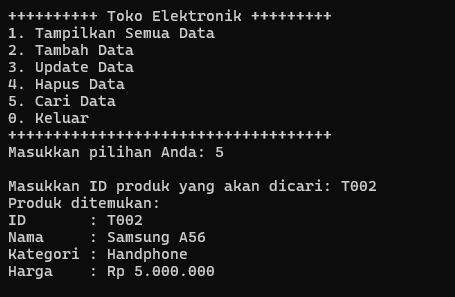 ++++++++++ Toko Elektronik +++++++++
1. Tampilkan Semua Data
2. Tambah Data
3. Update Data
4. Hapus Data
5. Cari Data
0. Keluar
++++++++++++++++++++++++++++++++++++
Masukkan pilihan Anda: 5
Masukkan ID produk yang akan dicari: T002
Produk ditemukan:
ID       : T002
Nama     : Samsung A56
Kategori : Handphone
Harga    : Rp 5.000.000